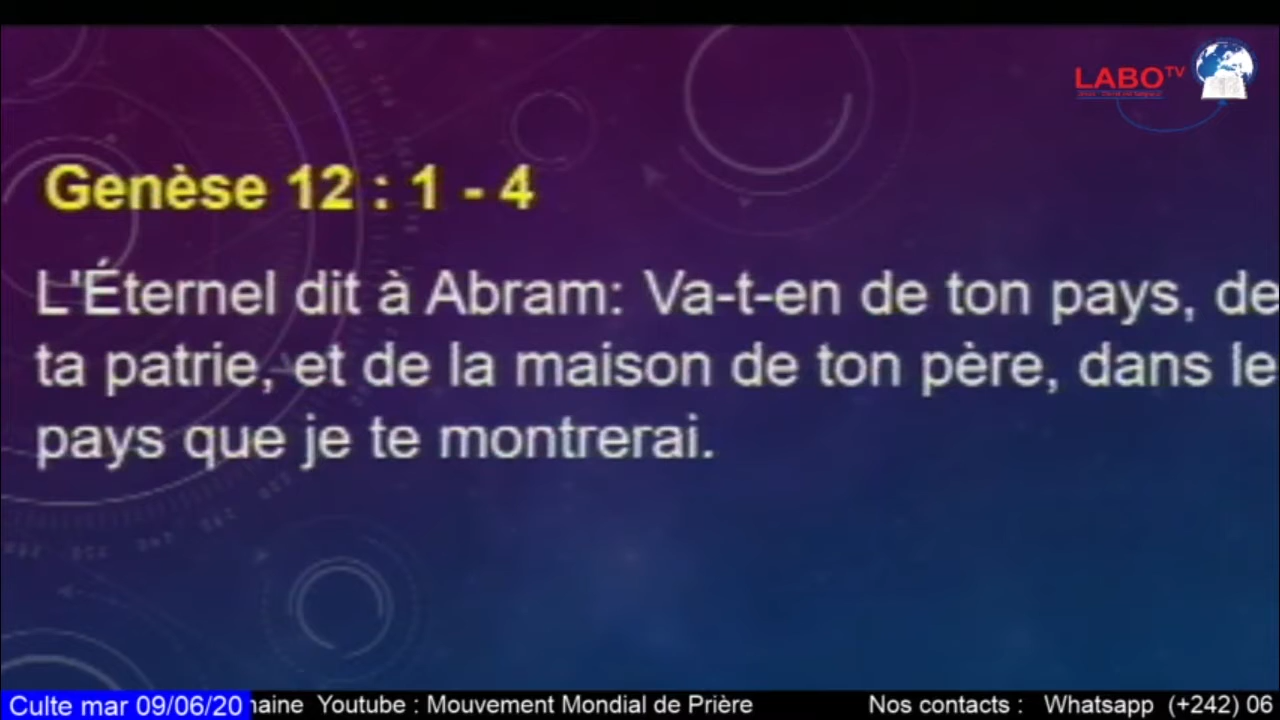 LABO TV
Genèse 12 : 1 - 4
L'Éternel dit à Abram: Va-t-en de ton pays, de
ta patrie, et de la maison de ton père, dans le
pays que je te montrerai.
Culte mar 09/06/20 haine Youtube : Mouvement Mondial de Prière Nos contacts : Whatsapp (+242) 06